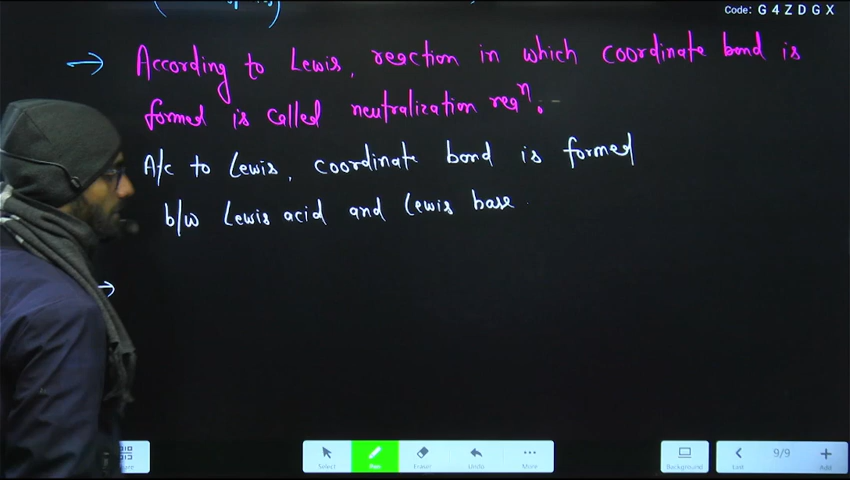 Code: G 4 Z D G X
→ According to Lewis, reaction in which coordinate bond is
formed is called neutralization reaⁿ.
A/c to Lewis, coordinate bond is formed
b/w Lewis acid and Lewis base
→
Select
Pen
Eraser
Undo
More
Background
Last
9/9
Add